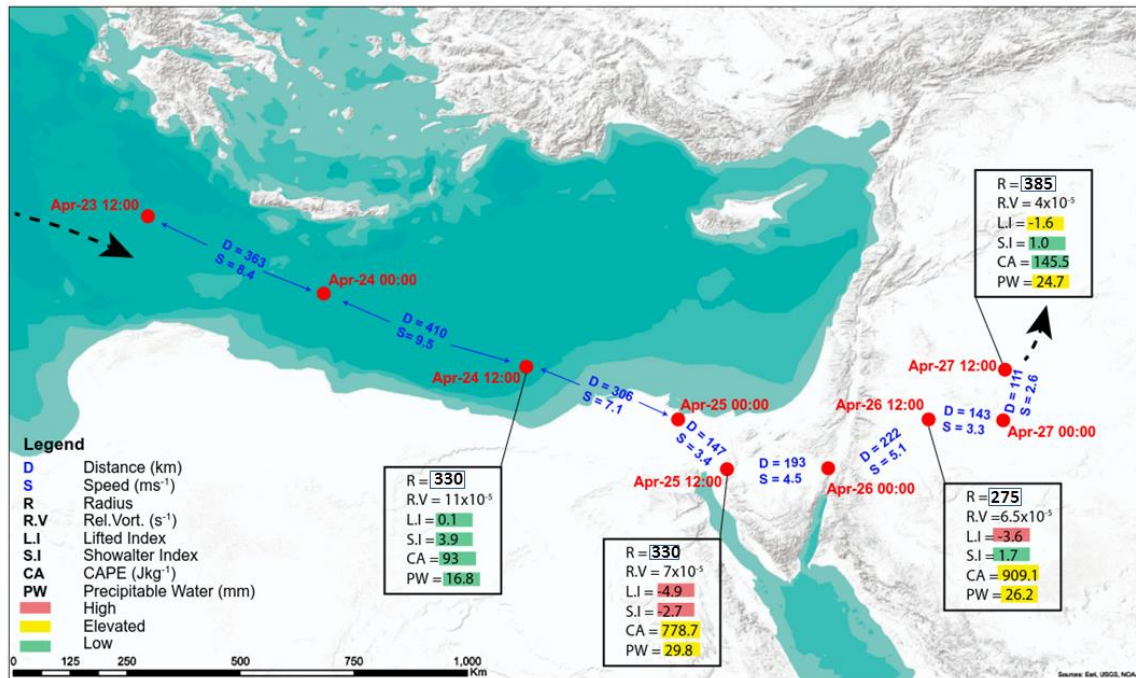 Apr-23 12:00
D = 363
S = 8.4
Apr-24 00:00
D = 410
S= 9.5
Apr-24 12:00
D = 306
S = 7.1
Apr-25 00:00
D = 147
S = 3.4
Apr-25 12:00
D = 193
S = 4.5
Apr-26 00:00
D = 222
S = 5.1
Apr-26 12:00
D = 143
S = 3.3
Apr-27 00:00
D = 111
S = 2.6
Apr-27 12:00
R = 385
R.V = 4x10⁻⁵
L.I = -1.6
S.I = 1.0
CA = 145.5
PW = 24.7
R = 330
R.V = 11x10⁻⁵
L.I = 0.1
S.I = 3.9
CA = 93
PW = 16.8
R = 330
R.V = 7x10⁻⁵
L.I = -4.9
S.I = -2.7
CA = 778.7
PW = 29.8
R = 275
R.V =6.5x10⁻⁵
L.I = -3.6
S.I = 1.7
CA = 909.1
PW = 26.2
Legend
D Distance (km)
S Speed (ms⁻¹)
R Radius
R.V Rel.Vort. (s⁻¹)
L.I Lifted Index
S.I Showalter Index
CA CAPE (Jkg⁻¹)
PW Precipitable Water (mm)
High
Elevated
Low
0 125 250 500 750 1,000
Km
Sources: Esri, USGS, NOA